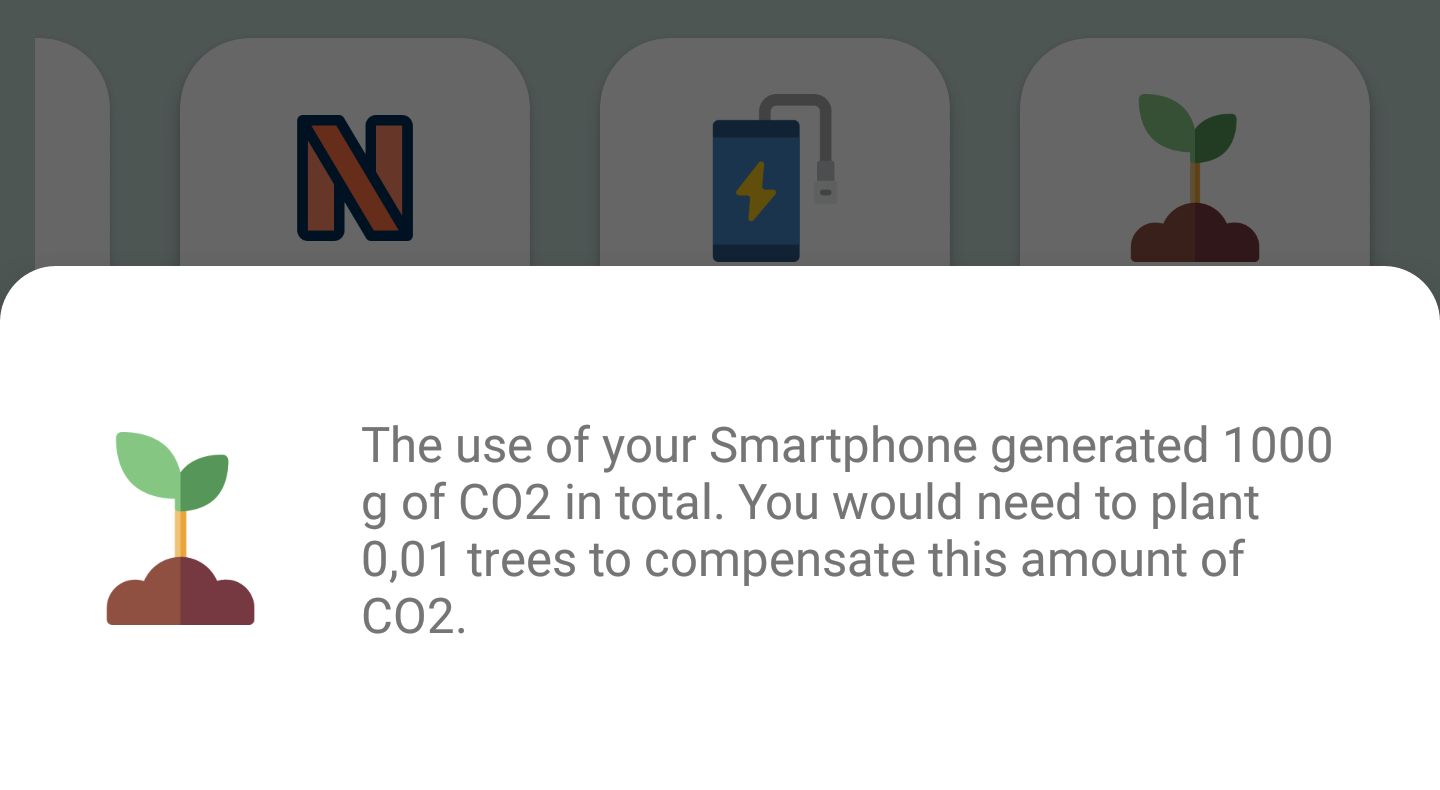 N
The use of your Smartphone generated 1000
g of CO2 in total. You would need to plant
0,01 trees to compensate this amount of
CO2.